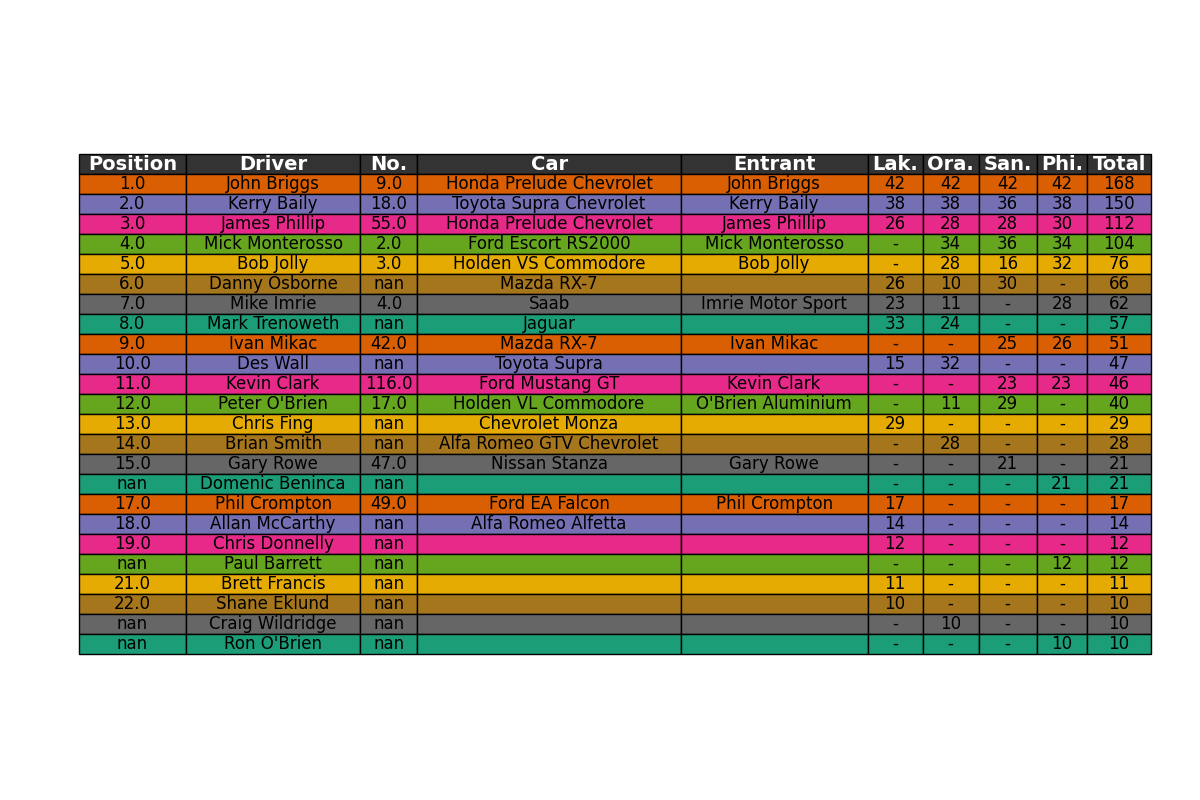 Position Driver No. Car Entrant Lak. Ora. San. Phi. Total
1.0 John Briggs 9.0 Honda Prelude Chevrolet John Briggs 42 42 42 42 168
2.0 Kerry Baily 18.0 Toyota Supra Chevrolet Kerry Baily 38 38 36 38 150
3.0 James Phillip 55.0 Honda Prelude Chevrolet James Phillip 26 28 28 30 112
4.0 Mick Monterosso 2.0 Ford Escort RS2000 Mick Monterosso - 34 36 34 104
5.0 Bob Jolly 3.0 Holden VS Commodore Bob Jolly - 28 16 32 76
6.0 Danny Osborne nan Mazda RX-7 26 10 30 - 66
7.0 Mike Imrie 4.0 Saab Imrie Motor Sport 23 11 - 28 62
8.0 Mark Trenoweth nan Jaguar 33 24 - - 57
9.0 Ivan Mikac 42.0 Mazda RX-7 Ivan Mikac - - 25 26 51
10.0 Des Wall nan Toyota Supra 15 32 - - 47
11.0 Kevin Clark 116.0 Ford Mustang GT Kevin Clark - - 23 23 46
12.0 Peter O'Brien 17.0 Holden VL Commodore O'Brien Aluminium - 11 29 - 40
13.0 Chris Fing nan Chevrolet Monza 29 - - - 29
14.0 Brian Smith nan Alfa Romeo GTV Chevrolet - 28 - - 28
15.0 Gary Rowe 47.0 Nissan Stanza Gary Rowe - - 21 - 21
nan Domenic Beninca nan - - - 21 21
17.0 Phil Crompton 49.0 Ford EA Falcon Phil Crompton 17 - - - 17
18.0 Allan McCarthy nan Alfa Romeo Alfetta 14 - - - 14
19.0 Chris Donnelly nan 12 - - - 12
nan Paul Barrett nan - - - 12 12
21.0 Brett Francis nan 11 - - - 11
22.0 Shane Eklund nan 10 - - - 10
nan Craig Wildridge nan - 10 - - 10
nan Ron O'Brien nan - - - 10 10